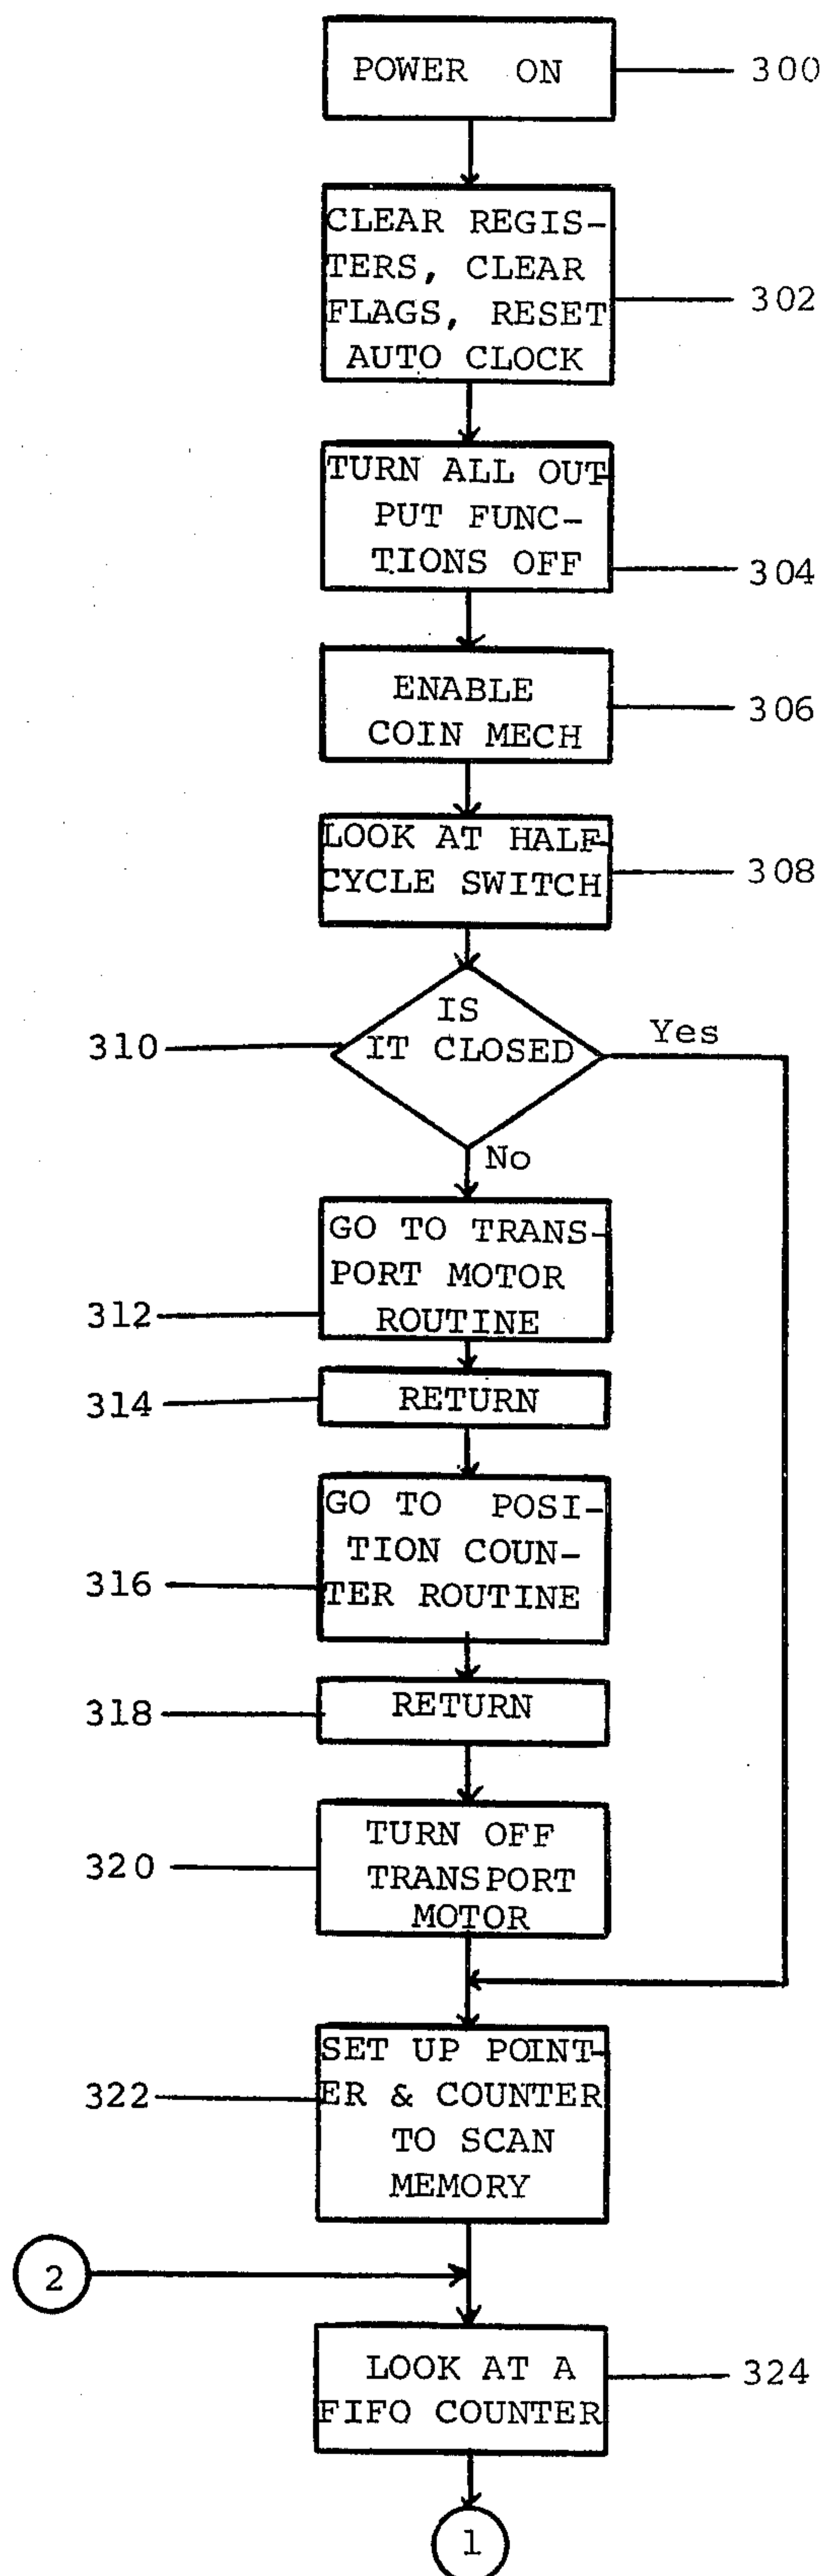 POWER ON
300
CLEAR REGIS-
TERS, CLEAR
FLAGS, RESET
AUTO CLOCK
302
TURN ALL OUT-
PUT FUNC-
TIONS OFF
304
ENABLE
COIN MECH
306
LOOK AT HALF-
CYCLE SWITCH
308
IS
IT CLOSED
310
Yes
No
GO TO TRANS-
PORT MOTOR
ROUTINE
312
RETURN
314
GO TO POSI-
TION COUN-
TER ROUTINE
316
RETURN
318
TURN OFF
TRANSPORT
MOTOR
320
SET UP POINT-
ER & COUNTER
TO SCAN
MEMORY
322
2
LOOK AT A
FIFO COUNTER
324
1